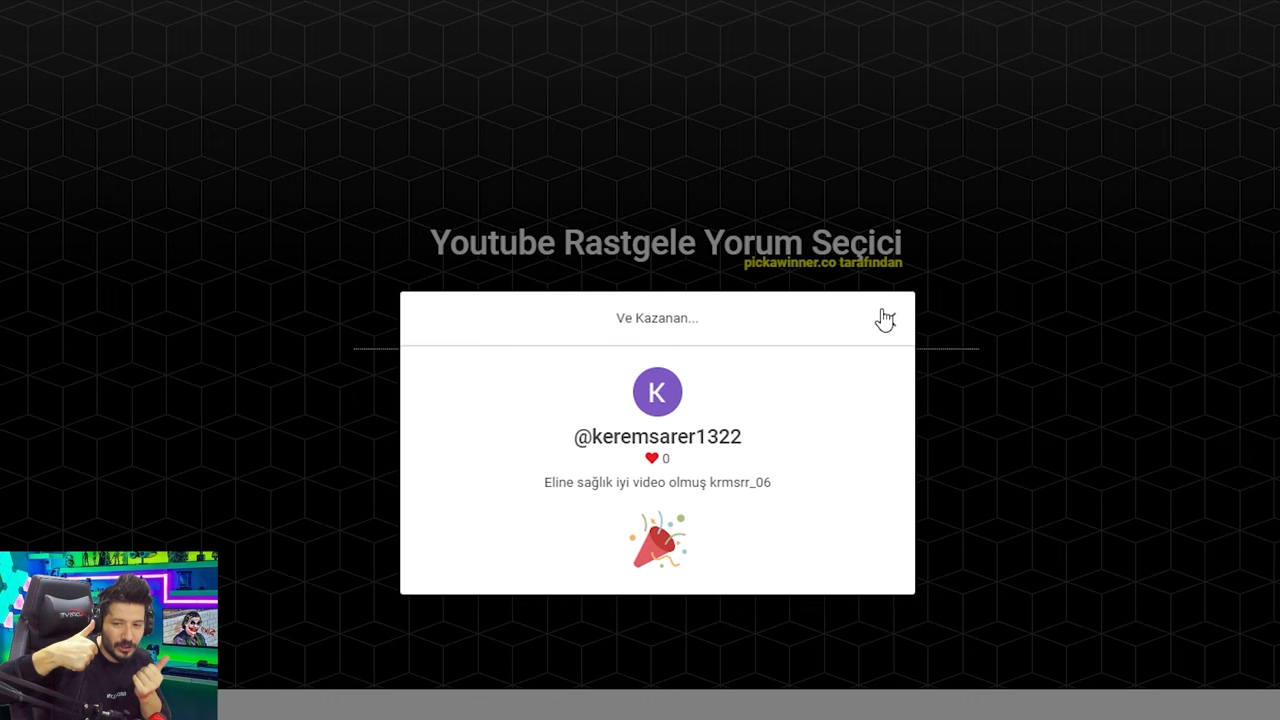 Youtube Rastgele Yorum Seçici
pickawinner.co tarafından
Ve Kazanan...
K
@keremsarer1322
0
Eline sağlık iyi video olmuş krmsrr_06